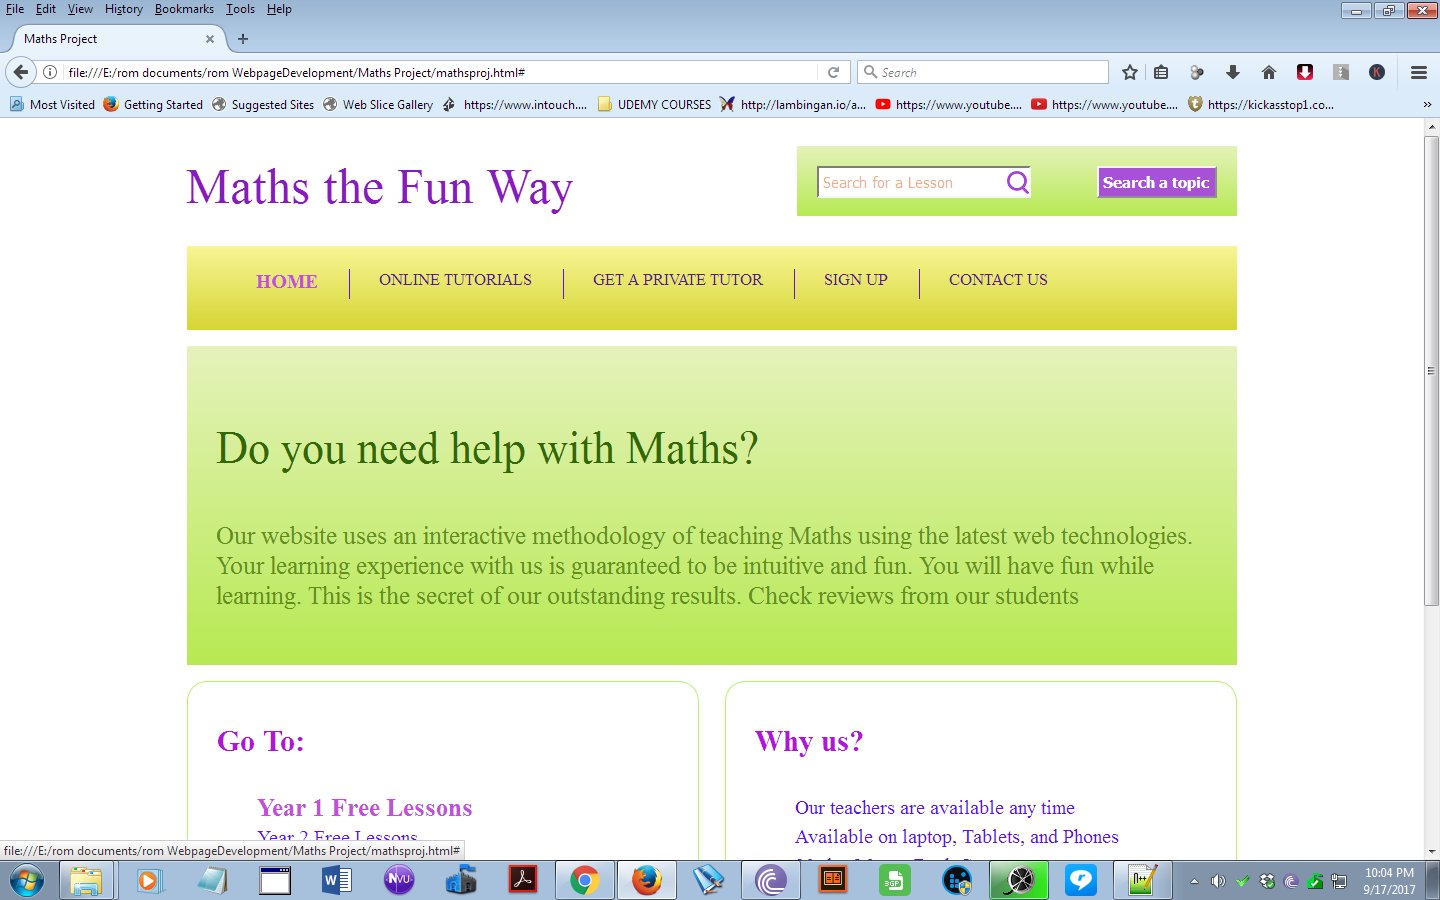 File Edit View History Bookmarks Tools Help
Maths Project
file:///E:/rom documents/rom WebpageDevelopment/Maths Project/mathsproj.html#
Search
Most Visited Getting Started Suggested Sites Web Slice Gallery https://www.intouch.... UDEMY COURSES http://lambingan.io/a... https://www.youtube.... https://www.youtube.... https://kickasstop1.co...
Maths the Fun Way
Search for a Lesson
Search a topic
HOME ONLINE TUTORIALS GET A PRIVATE TUTOR SIGN UP CONTACT US
Do you need help with Maths?
Our website uses an interactive methodology of teaching Maths using the latest web technologies.
Your learning experience with us is guaranteed to be intuitive and fun. You will have fun while
learning. This is the secret of our outstanding results. Check reviews from our students
Go To:
Year 1 Free Lessons
Year 2 Free Lessons
Why us?
Our teachers are available any time
Available on laptop, Tablets, and Phones
file:///E:/rom documents/rom WebpageDevelopment/Maths Project/mathsproj.html#
10:04 PM
9/17/2017